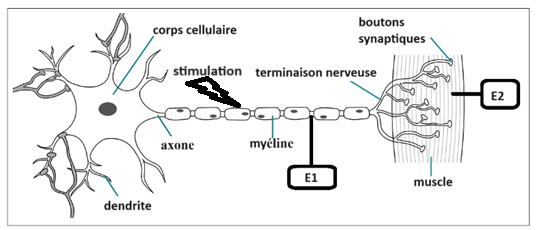 corps cellulaire
boutons
synaptiques
stimulation
terminaison nerveuse
E2
axone
myéline
E1
muscle
dendrite